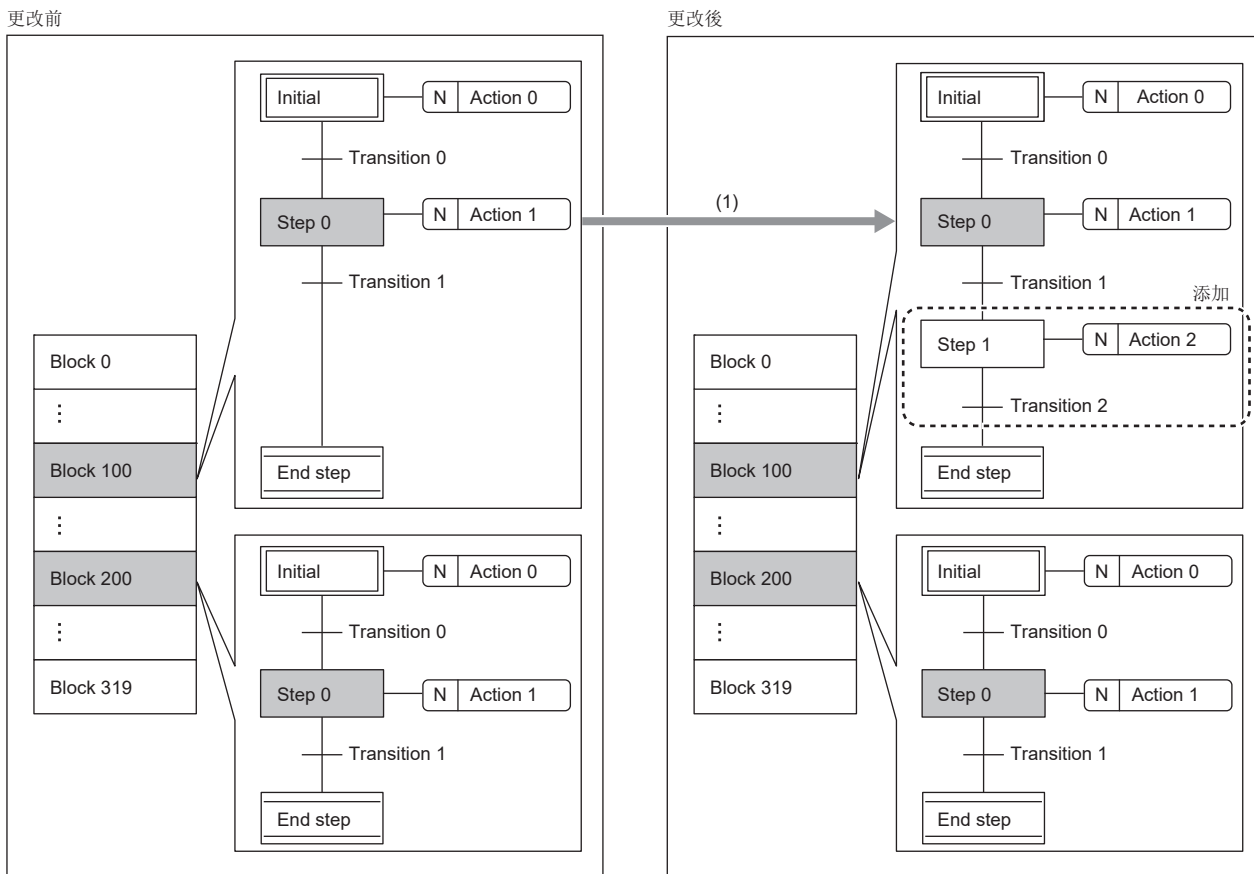 更改前
Initial
N Action 0
Transition 0
Step 0
N Action 1
Transition 1
End step
Block 0
⋮
Block 100
⋮
Block 200
⋮
Block 319
Initial
N Action 0
Transition 0
Step 0
N Action 1
Transition 1
End step
(1)
更改後
Initial
N Action 0
Transition 0
Step 0
N Action 1
Transition 1
添加
Step 1
N Action 2
Transition 2
End step
Block 0
⋮
Block 100
⋮
Block 200
⋮
Block 319
Initial
N Action 0
Transition 0
Step 0
N Action 1
Transition 1
End step